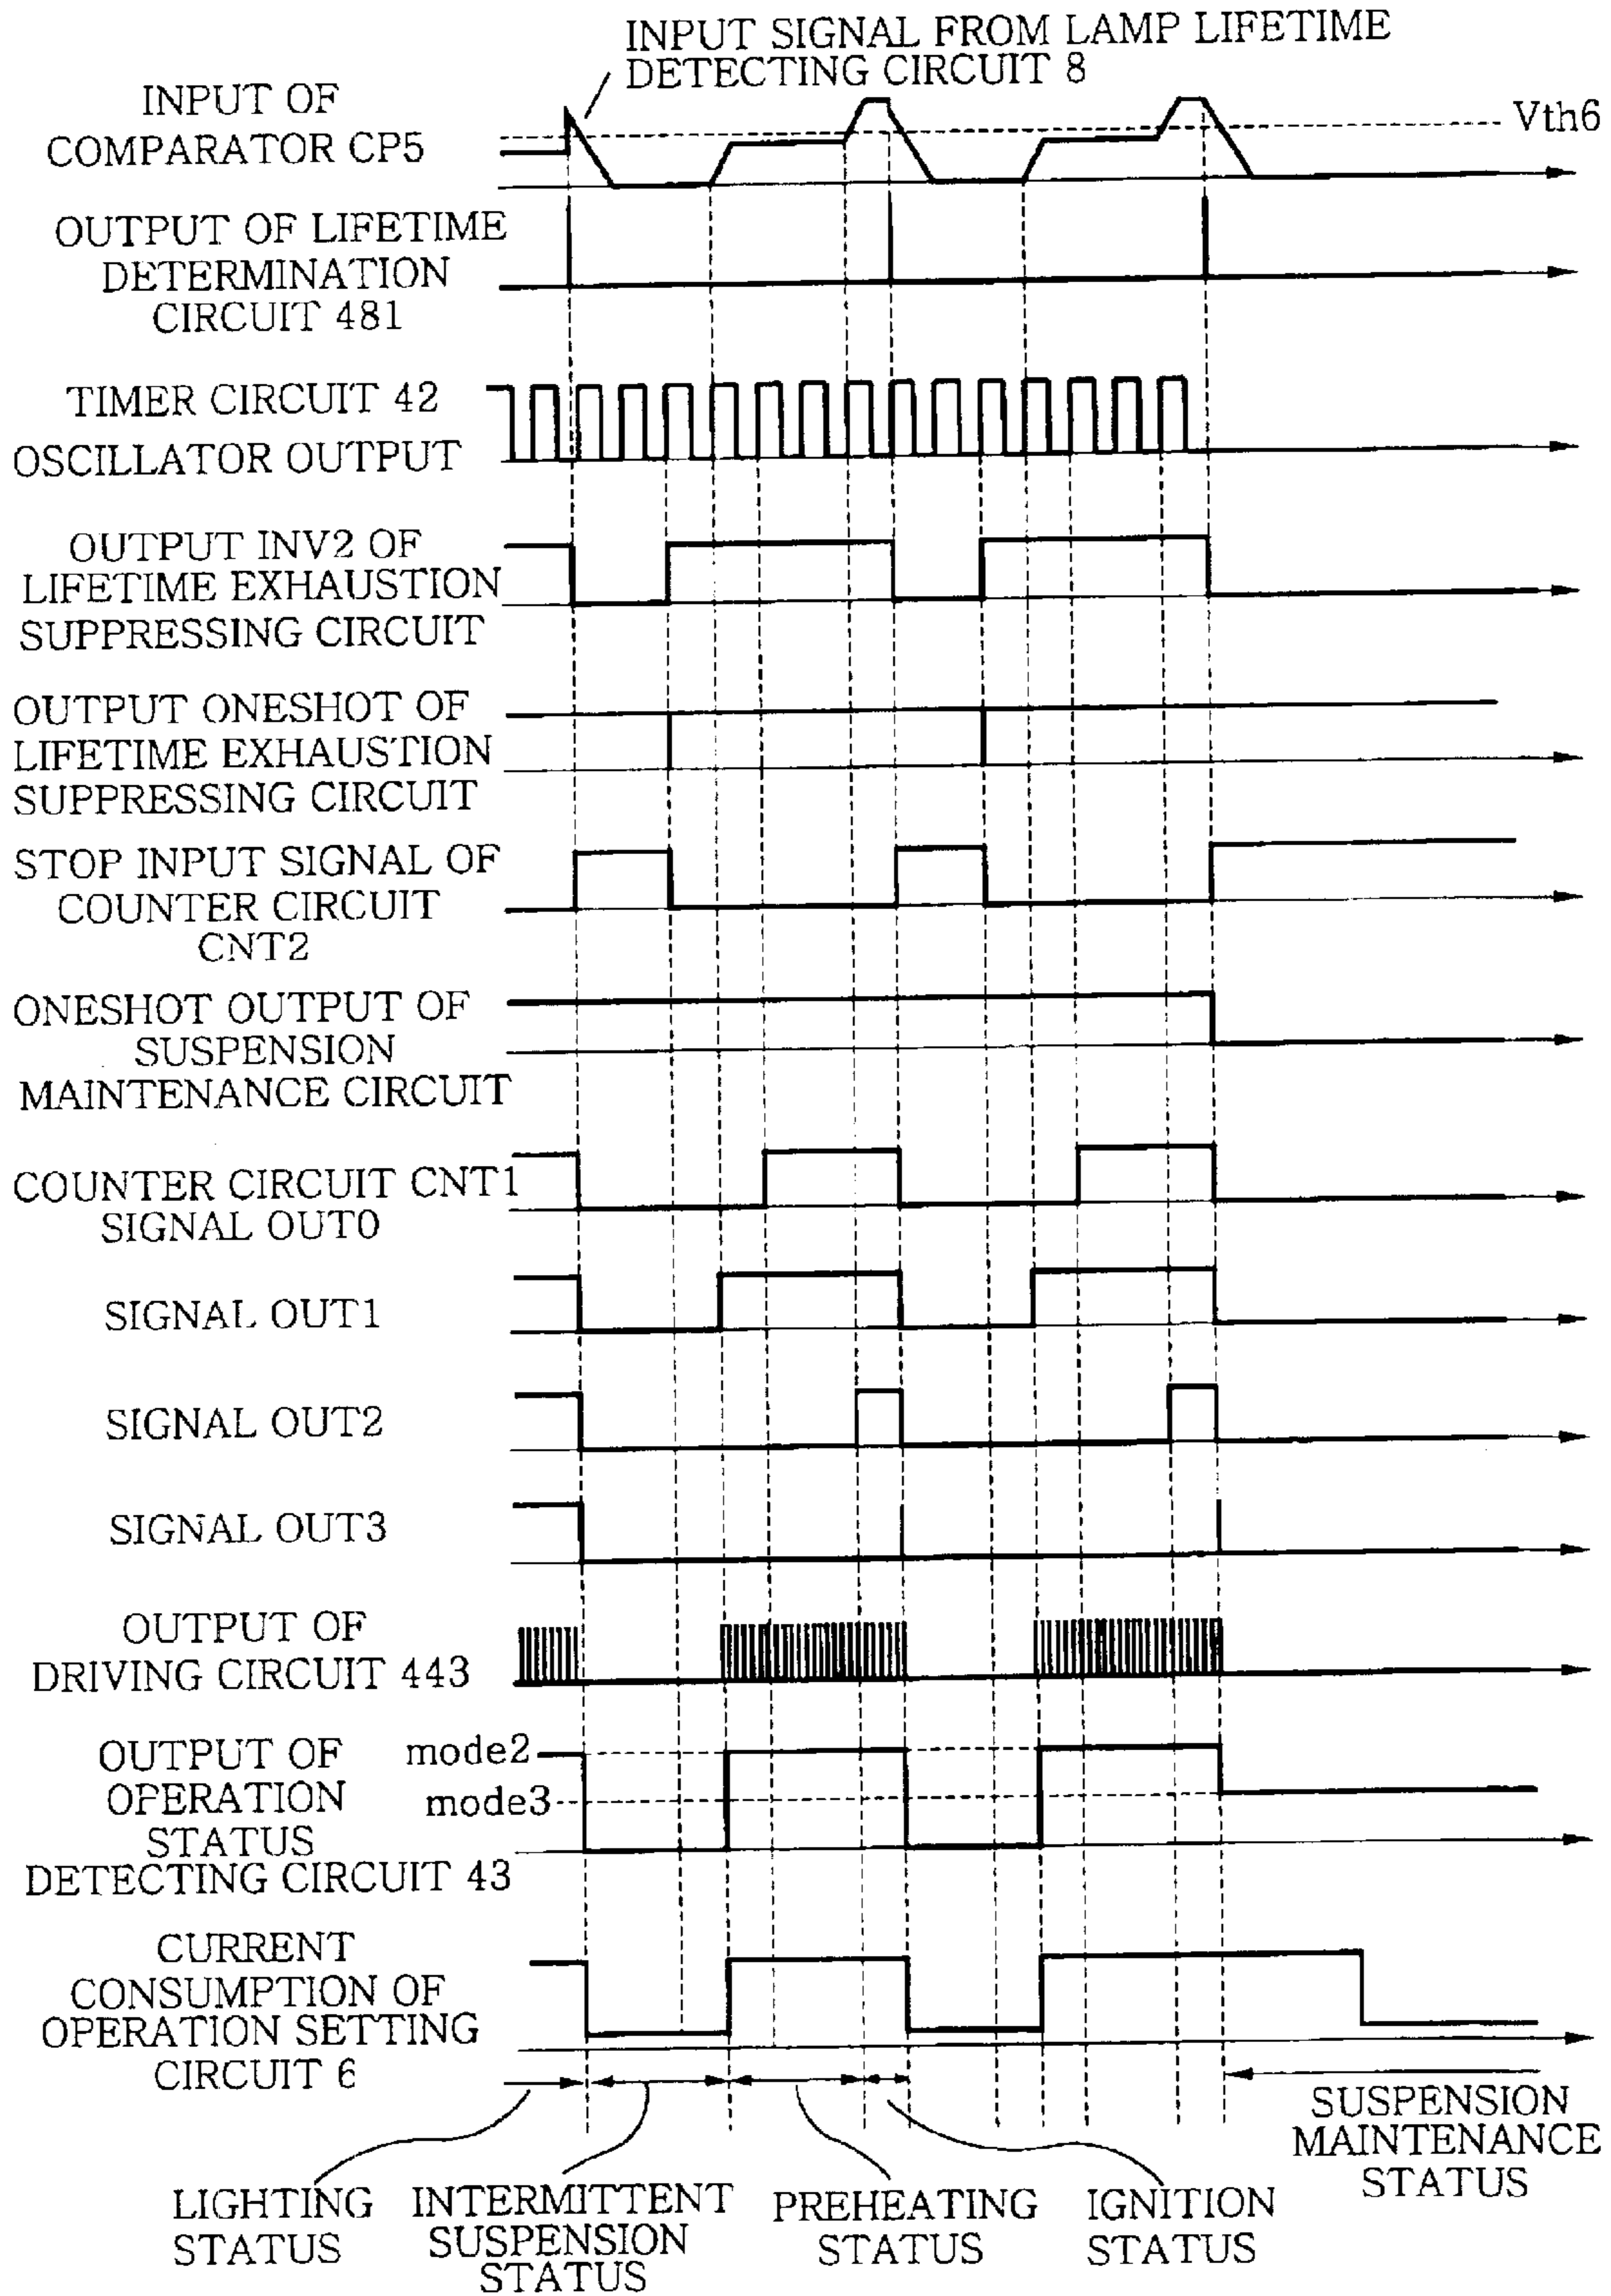 INPUT SIGNAL FROM LAMP LIFETIME
DETECTING CIRCUIT 8
INPUT OF
COMPARATOR CP5
Vth6
OUTPUT OF LIFETIME
DETERMINATION
CIRCUIT 481
TIMER CIRCUIT 42
OSCILLATOR OUTPUT
OUTPUT INV2 OF
LIFETIME EXHAUSTION
SUPPRESSING CIRCUIT
OUTPUT ONESHOT OF
LIFETIME EXHAUSTION
SUPPRESSING CIRCUIT
STOP INPUT SIGNAL OF
COUNTER CIRCUIT
CNT2
ONESHOT OUTPUT OF
SUSPENSION
MAINTENANCE CIRCUIT
COUNTER CIRCUIT CNT1
SIGNAL OUT0
SIGNAL OUT1
SIGNAL OUT2
SIGNAL OUT3
OUTPUT OF
DRIVING CIRCUIT 443
OUTPUT OF
OPERATION
STATUS
DETECTING CIRCUIT 43
mode2
mode3
CURRENT
CONSUMPTION OF
OPERATION SETTING
CIRCUIT 6
LIGHTING
STATUS
INTERMITTENT
SUSPENSION
STATUS
PREHEATING
STATUS
IGNITION
STATUS
SUSPENSION
MAINTENANCE
STATUS